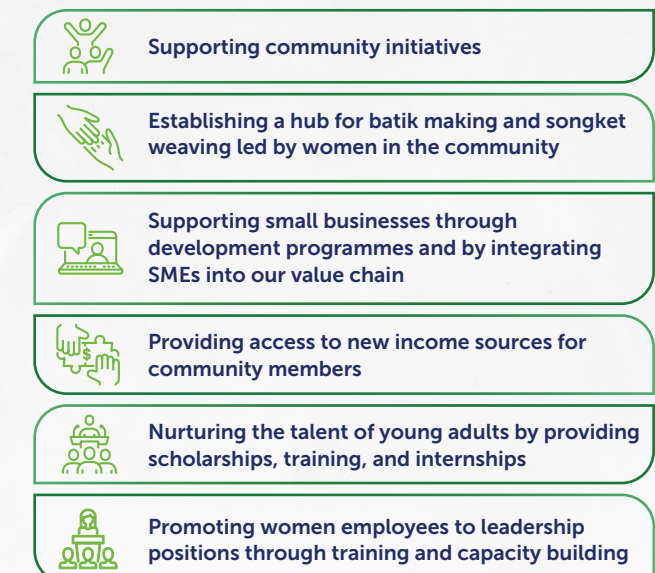 Supporting community initiatives
Establishing a hub for batik making and songket
weaving led by women in the community
Supporting small businesses through
development programmes and by integrating
SMEs into our value chain
Providing access to new income sources for
community members
Nurturing the talent of young adults by providing
scholarships, training, and internships
Promoting women employees to leadership
positions through training and capacity building